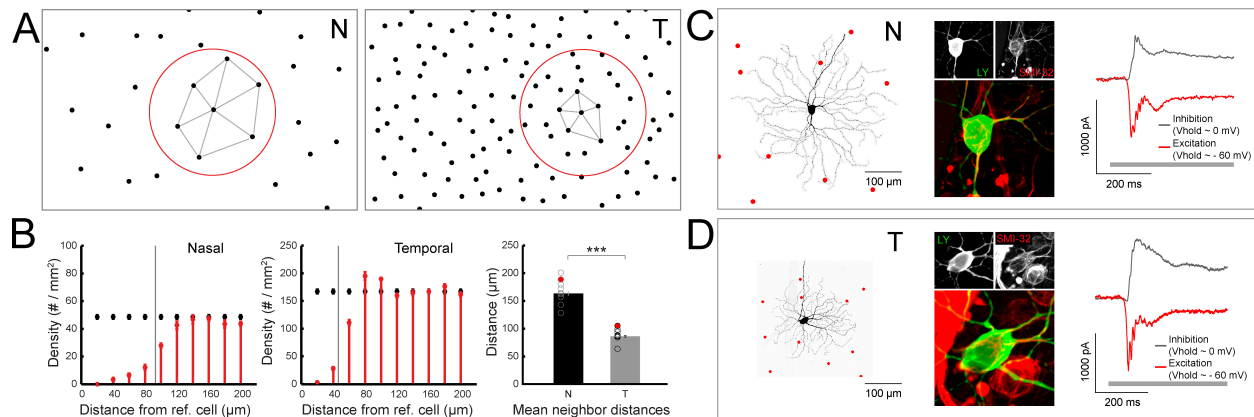 A
N
T
B
Nasal
Density (# / mm²)
100
80
60
40
20
0
0
40
80
120
160
200
Distance from ref. cell (µm)
Temporal
Density (# / mm²)
250
200
150
100
50
0
0
40
80
120
160
200
Distance from ref. cell (µm)
Distance (µm)
250
200
150
100
50
0
***
N
T
Mean neighbor distances
C
N
100 µm
LY
SMI-32
1000 pA
Inhibition
(Vhold ~ 0 mV)
Excitation
(Vhold ~ - 60 mV)
200 ms
D
T
100 µm
LY
SMI-32
1000 pA
Inhibition
(Vhold ~ 0 mV)
Excitation
(Vhold ~ - 60 mV)
200 ms